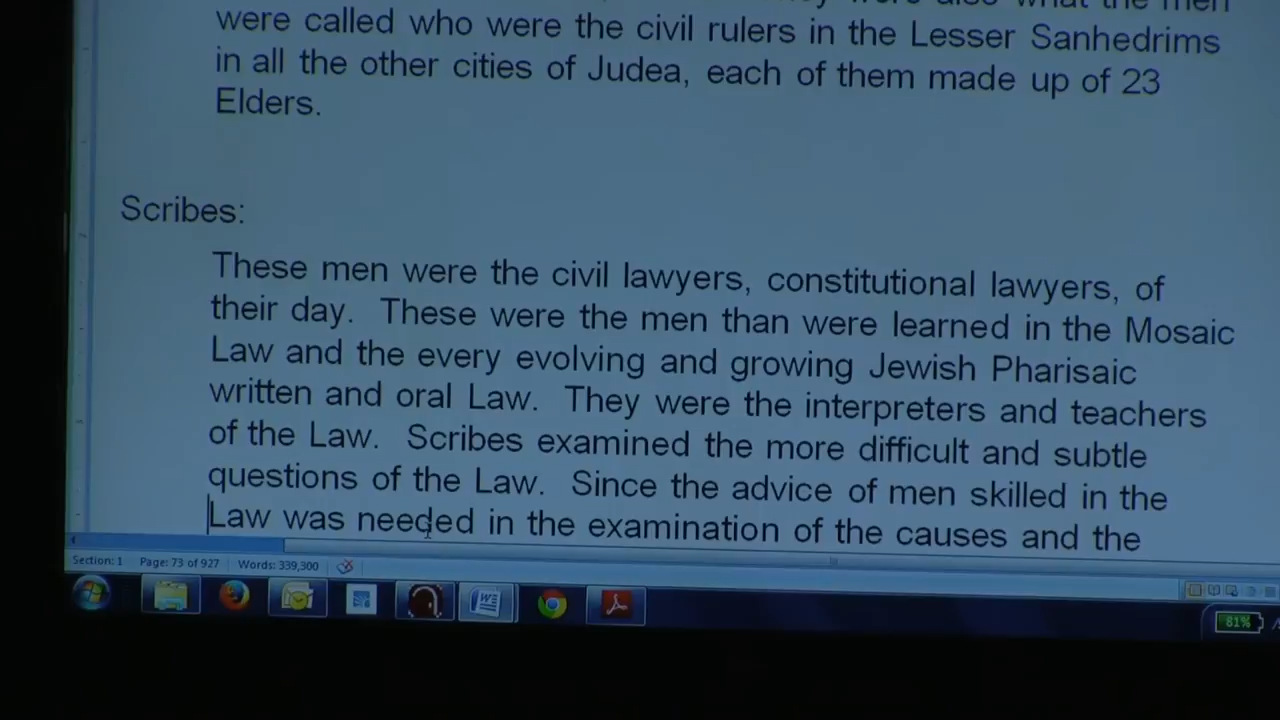 were also what the men
were called who were the civil rulers in the Lesser Sanhedrims
in all the other cities of Judea, each of them made up of 23
Elders.
Scribes:
These men were the civil lawyers, constitutional lawyers, of
their day. These were the men than were learned in the Mosaic
Law and the every evolving and growing Jewish Pharisaic
written and oral Law. They were the interpreters and teachers
of the Law. Scribes examined the more difficult and subtle
questions of the Law. Since the advice of men skilled in the
Law was needed in the examination of the causes and the
Section: 1 Page: 73 of 927 Words: 339,300
81%